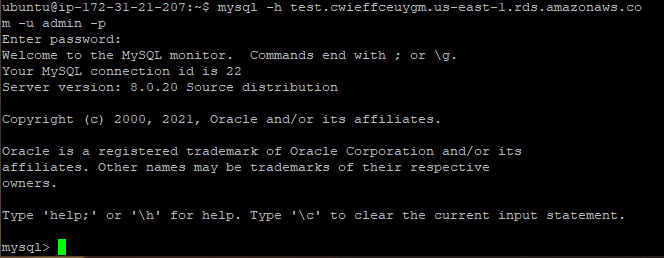 ubuntu@ip-172-31-21-207:~$ mysql -h test.cwieffceuygm.us-east-1.rds.amazonaws.co
m -u admin -p
Enter password:
Welcome to the MySQL monitor.  Commands end with ; or \g.
Your MySQL connection id is 22
Server version: 8.0.20 Source distribution

Copyright (c) 2000, 2021, Oracle and/or its affiliates.

Oracle is a registered trademark of Oracle Corporation and/or its
affiliates. Other names may be trademarks of their respective
owners.

Type 'help;' or '\h' for help. Type '\c' to clear the current input statement.

mysql>